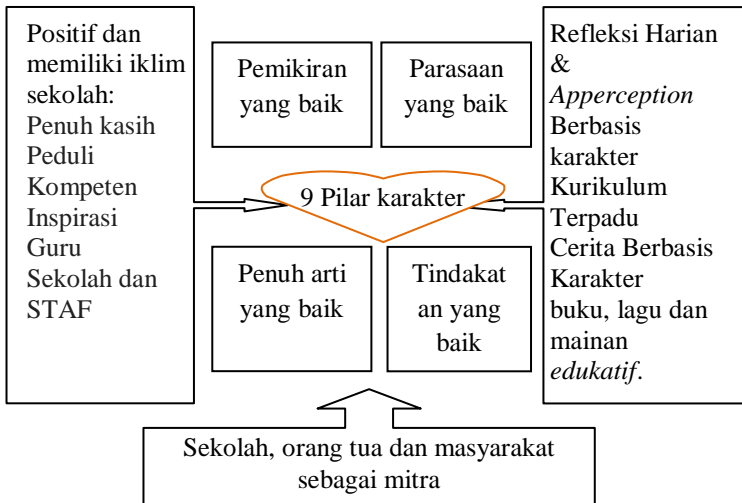 Positif dan
memiliki iklim
sekolah:
Penuh kasih
Peduli
Kompeten
Inspirasi
Guru
Sekolah dan
STAF
Pemikiran
yang baik
Parasaan
yang baik
9 Pilar karakter
Penuh arti
yang baik
Tindakat
an yang
baik
Refleksi Harian
&
Apperception
Berbasis
karakter
Kurikulum
Terpadu
Cerita Berbasis
Karakter
buku, lagu dan
mainan
edukatif.
Sekolah, orang tua dan masyarakat
sebagai mitra